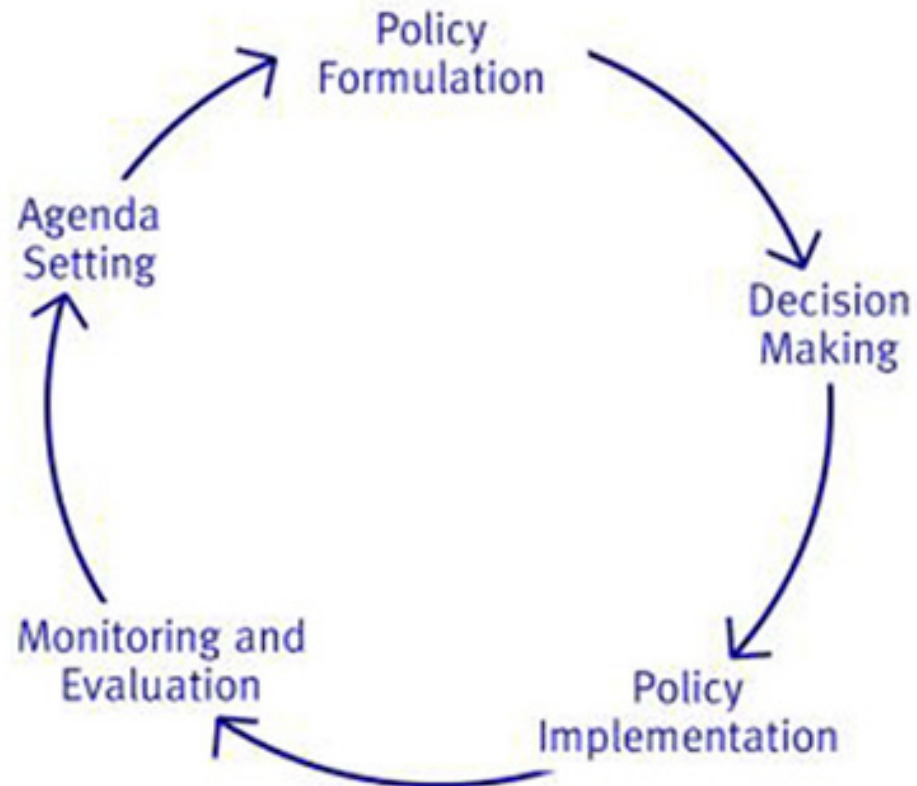 Policy
Formulation
Decision
Making
Policy
Implementation
Monitoring and
Evaluation
Agenda
Setting